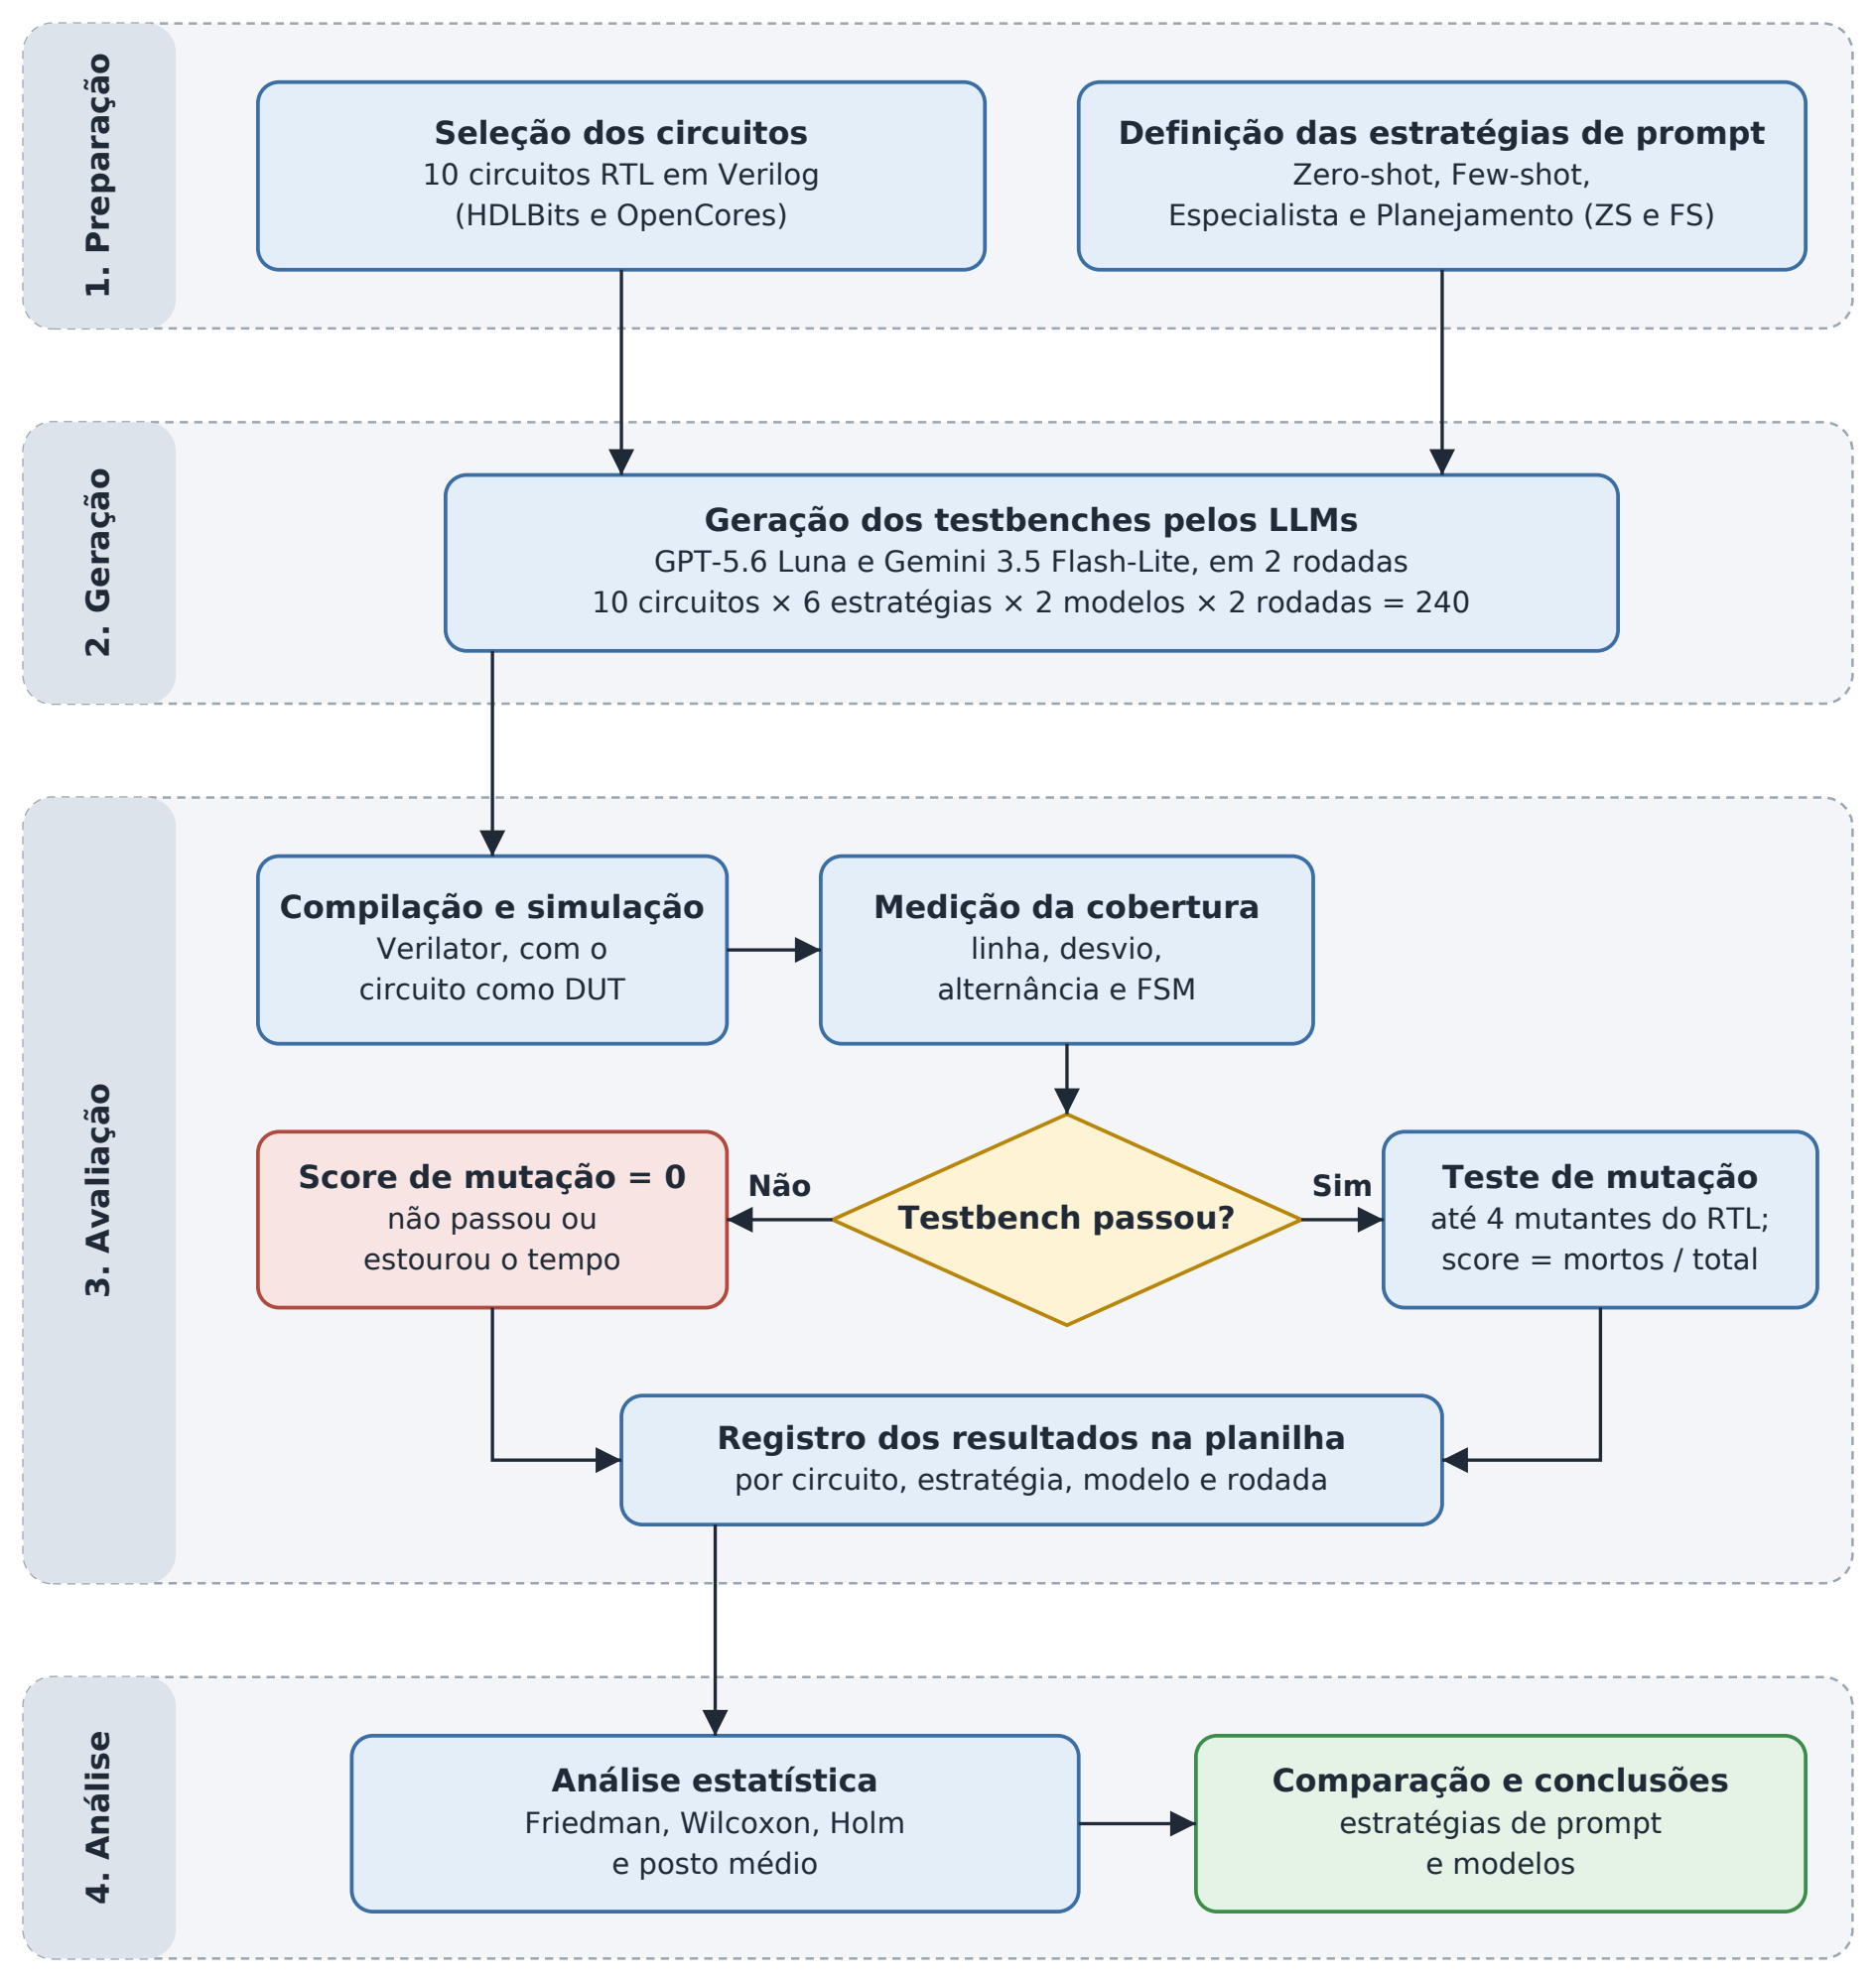 1. Preparação
Seleção dos circuitos
10 circuitos RTL em Verilog
(HDLBits e OpenCores)
Definição das estratégias de prompt
Zero-shot, Few-shot,
Especialista e Planejamento (ZS e FS)
2. Geração
Geração dos testbenches pelos LLMs
GPT-5.6 Luna e Gemini 3.5 Flash-Lite, em 2 rodadas
10 circuitos × 6 estratégias × 2 modelos × 2 rodadas = 240
3. Avaliação
Compilação e simulação
Verilator, com o
circuito como DUT
Medição da cobertura
linha, desvio,
alternância e FSM
Score de mutação = 0
não passou ou
estourou o tempo
Não
Testbench passou?
Sim
Teste de mutação
até 4 mutantes do RTL;
score = mortos / total
Registro dos resultados na planilha
por circuito, estratégia, modelo e rodada
4. Análise
Análise estatística
Friedman, Wilcoxon, Holm
e posto médio
Comparação e conclusões
estratégias de prompt
e modelos